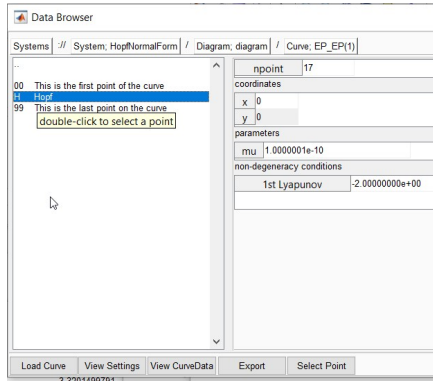 Data Browser
Systems :// System; HopfNormalForm / Diagram; diagram / Curve; EP_EP(1)
..
00 This is the first point of the curve
H Hopf
99 This is the last point on the curve
double-click to select a point
npoint 17
coordinates
x 0
y 0
parameters
mu 1.0000001e-10
non-degeneracy conditions
1st Lyapunov -2.00000000e+00
Load Curve View Settings View CurveData Export Select Point